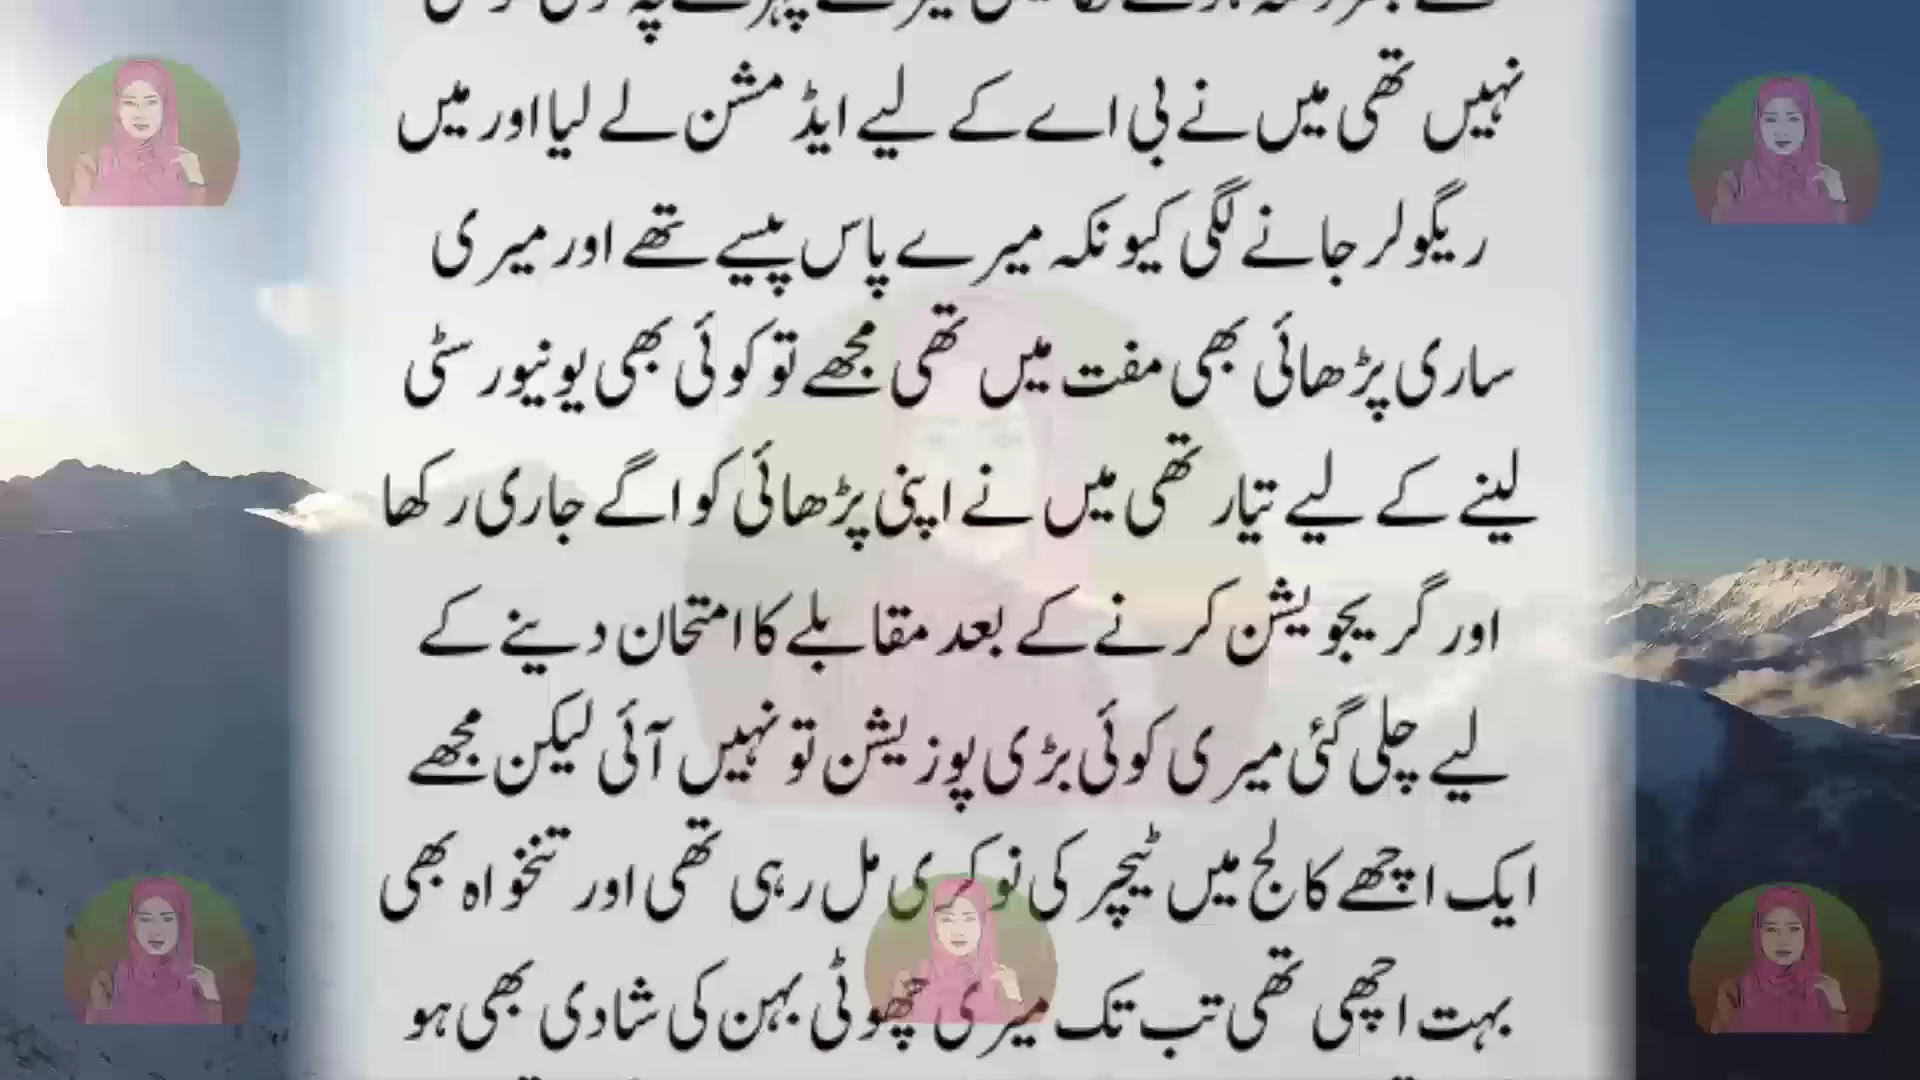 نہیں تھی میں نے بی اے کے لیے ایڈمشن لے لیا اور میں
ریگولر جانے لگی کیونکہ میرے پاس پیسے تھے اور میری
ساری پڑھائی بھی مفت میں تھی مجھے تو کوئی بھی یونیورسٹی
لینے کے لیے تیار تھی میں نے اپنی پڑھائی کو اگے جاری رکھا
اور گریجویشن کرنے کے بعد مقابلے کا امتحان دینے کے
لیے چلی گئی میری کوئی بڑی پوزیشن تو نہیں آئی لیکن مجھے
ایک اچھے کالج میں ٹیچر کی نوکری مل رہی تھی اور تنخواہ بھی
بہت اچھی تھی تب تک میری چھوٹی بہن کی شادی بھی ہو